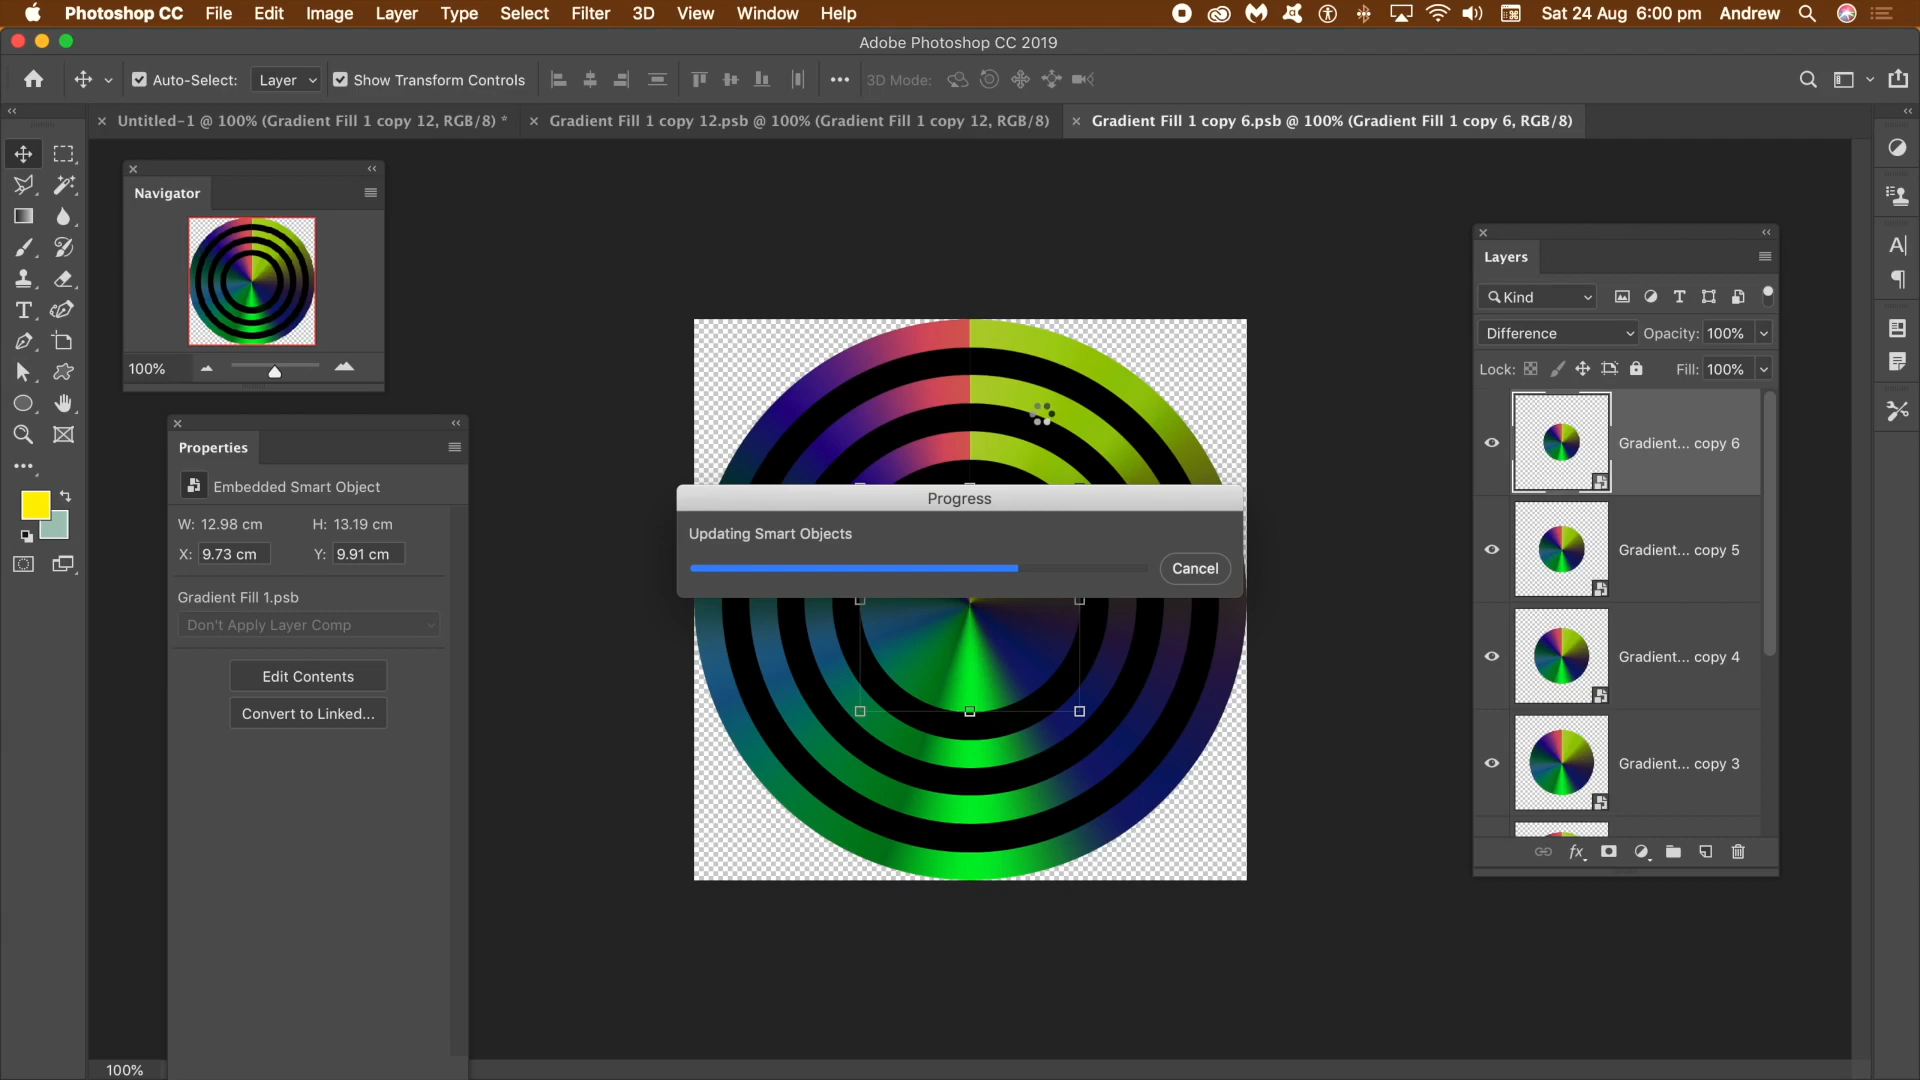 Photoshop CC File Edit Image Layer Type Select Filter 3D View Window Help Sat 24 Aug 6:00 pm Andrew
Adobe Photoshop CC 2019
Auto-Select: Layer Show Transform Controls 3D Mode:
Untitled-1 @ 100% (Gradient Fill 1 copy 12, RGB/8) * Gradient Fill 1 copy 12.psb @ 100% (Gradient Fill 1 copy 12, RGB/8) Gradient Fill 1 copy 6.psb @ 100% (Gradient Fill 1 copy 6, RGB/8)
Navigator
100%
Properties
Embedded Smart Object
W: 12.98 cm H: 13.19 cm
X: 9.73 cm Y: 9.91 cm
Gradient Fill 1.psb
Don't Apply Layer Comp
Edit Contents
Convert to Linked...
Progress
Updating Smart Objects
Cancel
Layers
Kind
Difference Opacity: 100%
Lock: Fill: 100%
Gradient... copy 6
Gradient... copy 5
Gradient... copy 4
Gradient... copy 3
fx
100%